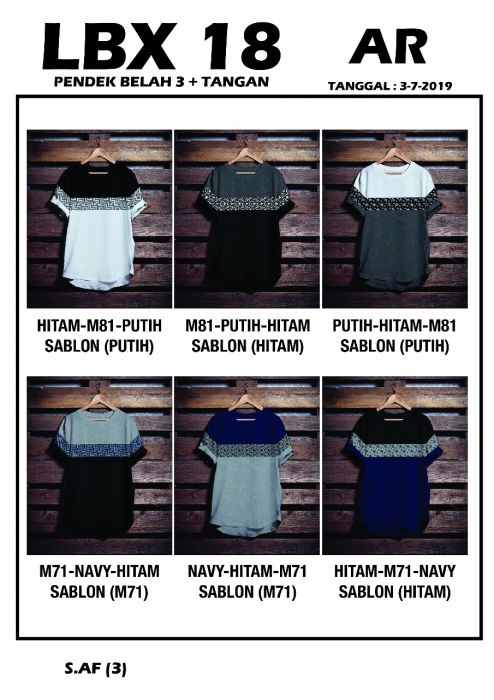 LBX 18
AR
PENDEK BELAH 3 + TANGAN
TANGGAL : 3-7-2019
HITAM-M81-PUTIH
SABLON (PUTIH)
M81-PUTIH-HITAM
SABLON (HITAM)
PUTIH-HITAM-M81
SABLON (PUTIH)
M71-NAVY-HITAM
SABLON (M71)
NAVY-HITAM-M71
SABLON (M71)
HITAM-M71-NAVY
SABLON (HITAM)
S.AF (3)